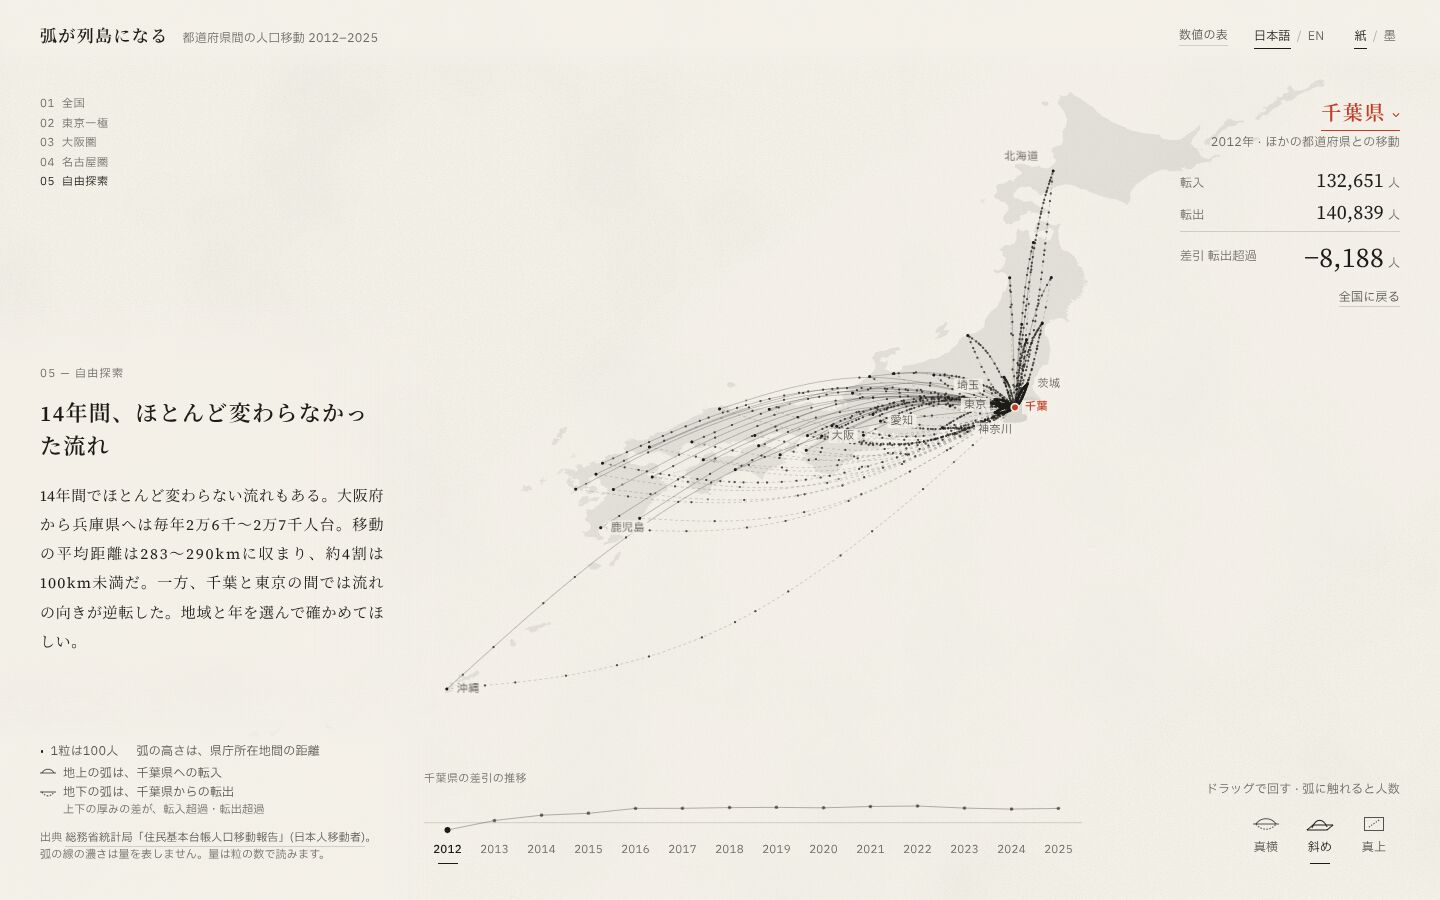 弧が列島になる 都道府県間の人口移動 2012–2025
数値の表 日本語 / EN 紙 / 墨
01 全国
02 東京一極
03 大阪圏
04 名古屋圏
05 自由探索
千葉県
2012年・ほかの都道府県との移動
転入 132,651 人
転出 140,839 人
差引 転出超過 −8,188 人
全国に戻る
北海道
埼玉
茨城
東京
千葉
愛知
神奈川
大阪
鹿児島
沖縄
05 — 自由探索
14年間、ほとんど変わらなかっ
た流れ
14年間でほとんど変わらない流れもある。大阪府
から兵庫県へは毎年2万6千〜2万7千人台。移動
の平均距離は283〜290kmに収まり、約4割は
100km未満だ。一方、千葉と東京の間では流れ
の向きが逆転した。地域と年を選んで確かめてほ
しい。
1粒は100人 弧の高さは、県庁所在地間の距離
地上の弧は、千葉県への転入
地下の弧は、千葉県からの転出
上下の厚みの差が、転入超過・転出超過
出典 総務省統計局「住民基本台帳人口移動報告」(日本人移動者)。
弧の線の濃さは量を表しません。量は粒の数で読みます。
千葉県の差引の推移
2012 2013 2014 2015 2016 2017 2018 2019 2020 2021 2022 2023 2024 2025
ドラッグで回す・弧に触れると人数
真横 斜め 真上